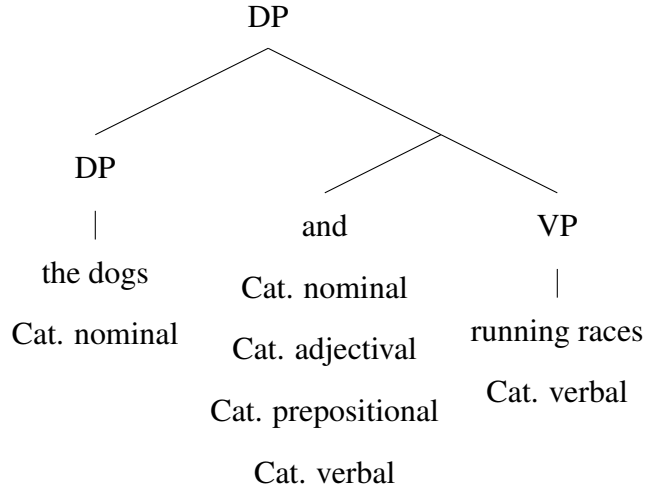 DP
DP
the dogs
Cat. nominal
and
Cat. nominal
Cat. adjectival
Cat. prepositional
Cat. verbal
VP
running races
Cat. verbal